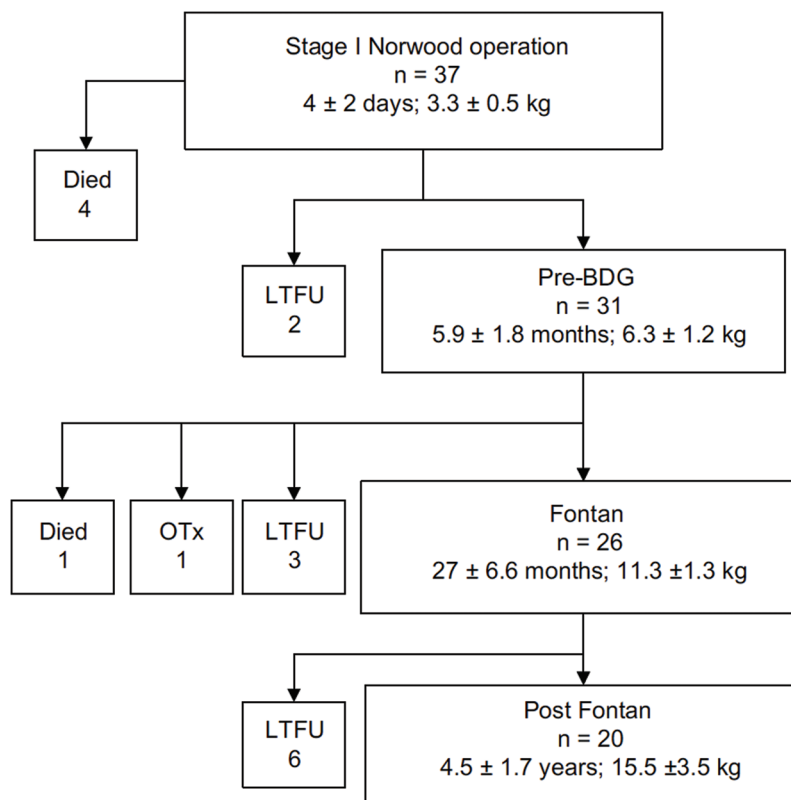 Stage I Norwood operation
n = 37
4 ± 2 days; 3.3 ± 0.5 kg
Died
4
LTFU
2
Pre-BDG
n = 31
5.9 ± 1.8 months; 6.3 ± 1.2 kg
Died
1
OTx
1
LTFU
3
Fontan
n = 26
27 ± 6.6 months; 11.3 ±1.3 kg
LTFU
6
Post Fontan
n = 20
4.5 ± 1.7 years; 15.5 ±3.5 kg